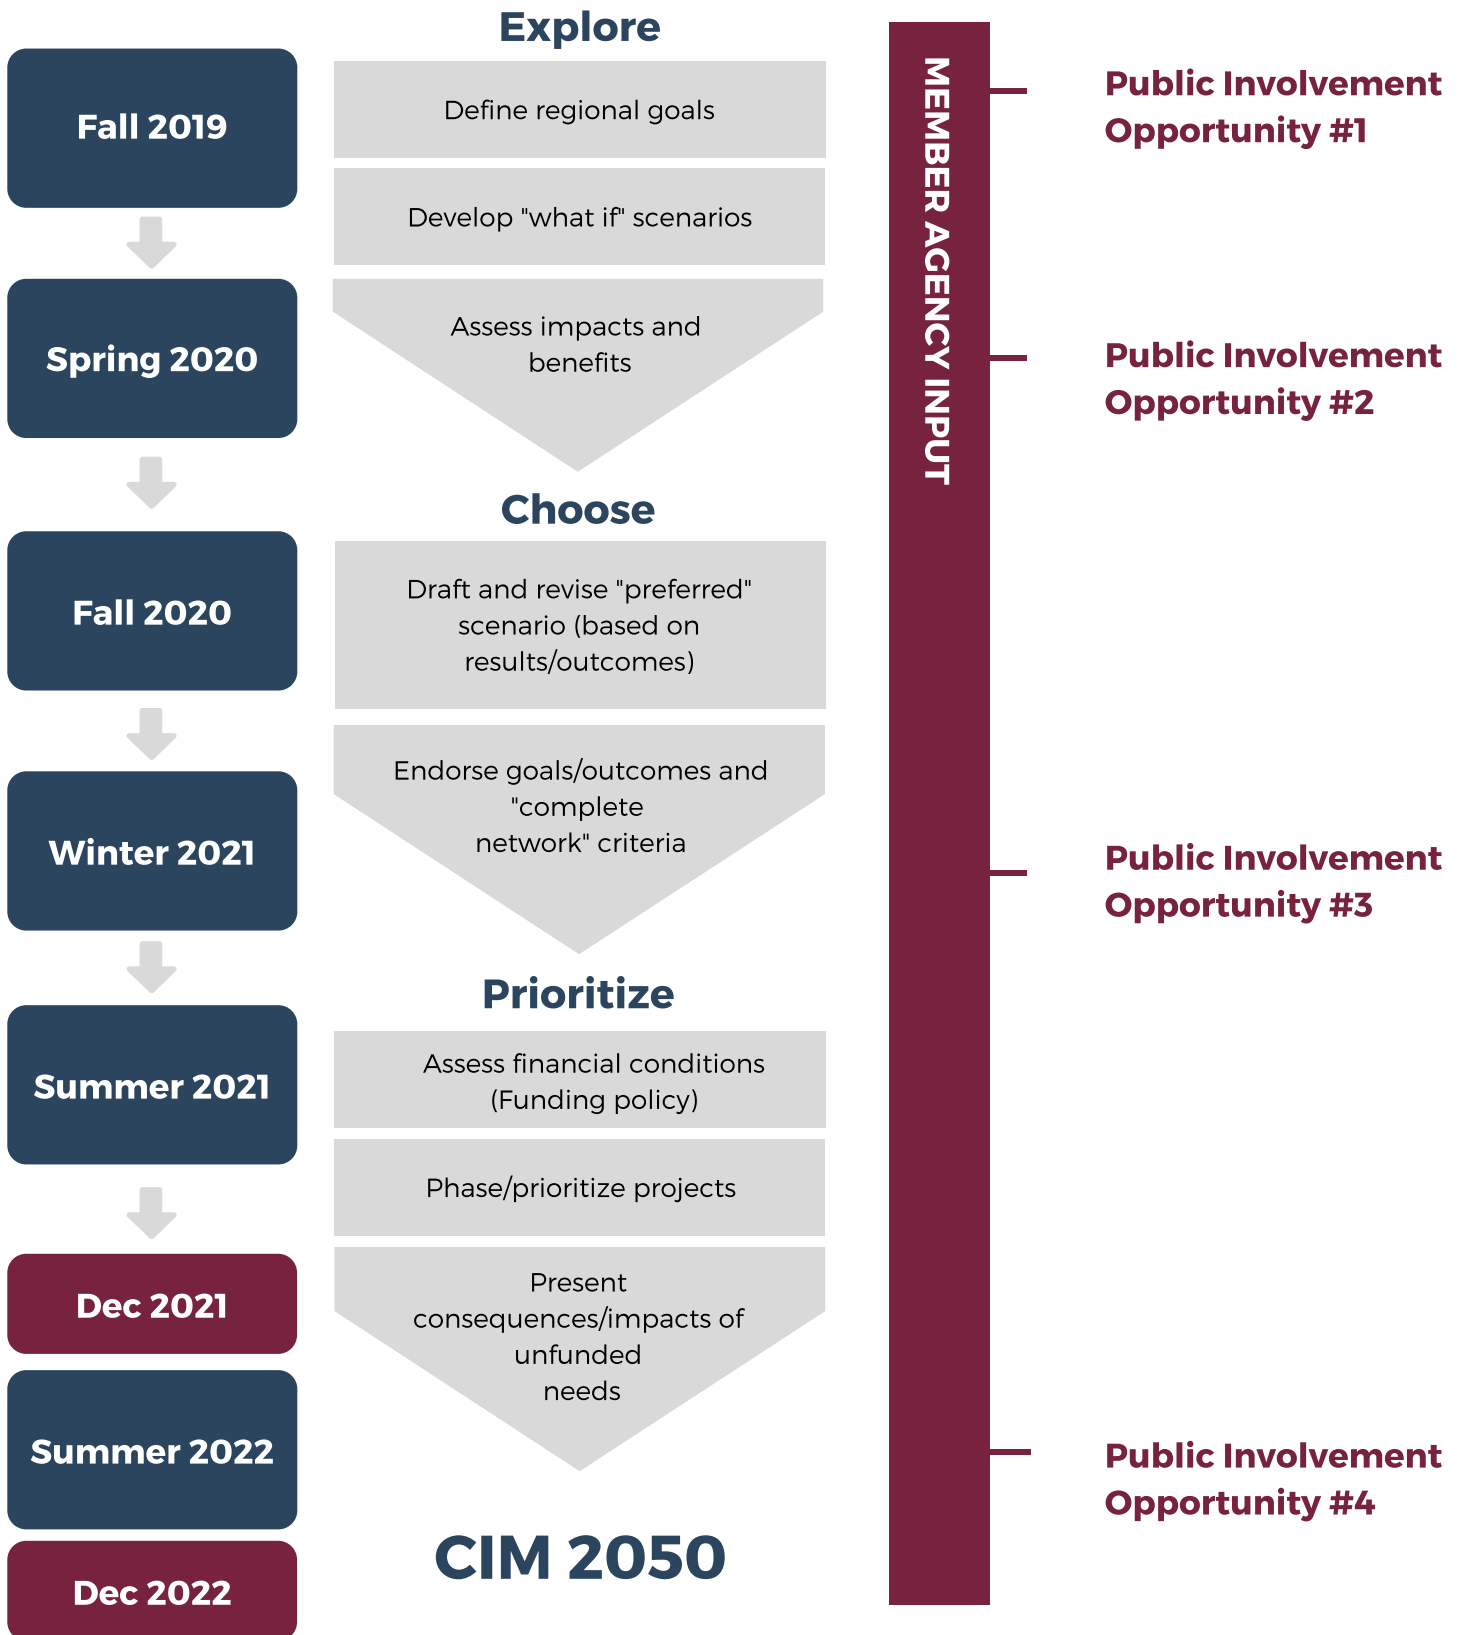 Fall 2019
Spring 2020
Fall 2020
Winter 2021
Summer 2021
Dec 2021
Summer 2022
Dec 2022
Explore
Define regional goals
Develop "what if" scenarios
Assess impacts and
benefits
Choose
Draft and revise "preferred"
scenario (based on
results/outcomes)
Endorse goals/outcomes and
"complete
network" criteria
Prioritize
Assess financial conditions
(Funding policy)
Phase/prioritize projects
Present
consequences/impacts of
unfunded
needs
CIM 2050
MEMBER AGENCY INPUT
Public Involvement
Opportunity #1
Public Involvement
Opportunity #2
Public Involvement
Opportunity #3
Public Involvement
Opportunity #4